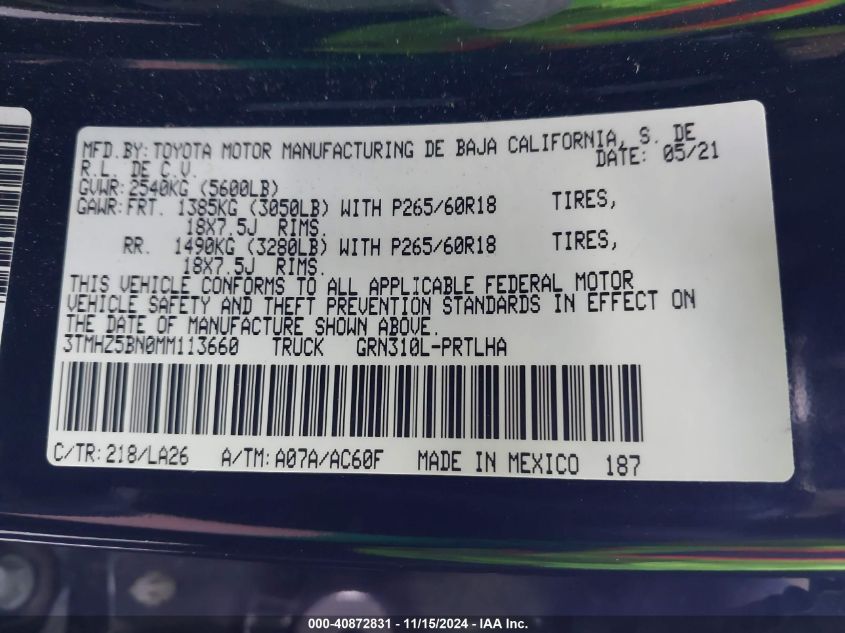 MFD.BY:TOYOTA MOTOR MANUFACTURING DE BAJA CALIFORNIA, S. DE
R.L. DE C.V. DATE: 05/21
GVWR:2540KG (5600LB)
GAWR:FRT. 1385KG (3050LB) WITH P265/60R18 TIRES,
18X7.5J RIMS.
RR. 1490KG (3280LB) WITH P265/60R18 TIRES,
18X7.5J RIMS.
THIS VEHICLE CONFORMS TO ALL APPLICABLE FEDERAL MOTOR
VEHICLE SAFETY AND THEFT PREVENTION STANDARDS IN EFFECT ON
THE DATE OF MANUFACTURE SHOWN ABOVE.
3TMHZ5BN0MM113660 TRUCK GRN310L-PRTLHA
C/TR:218/LA26 A/TM:A07A/AC60F MADE IN MEXICO 187
000-40872831 - 11/15/2024 - IAA Inc.